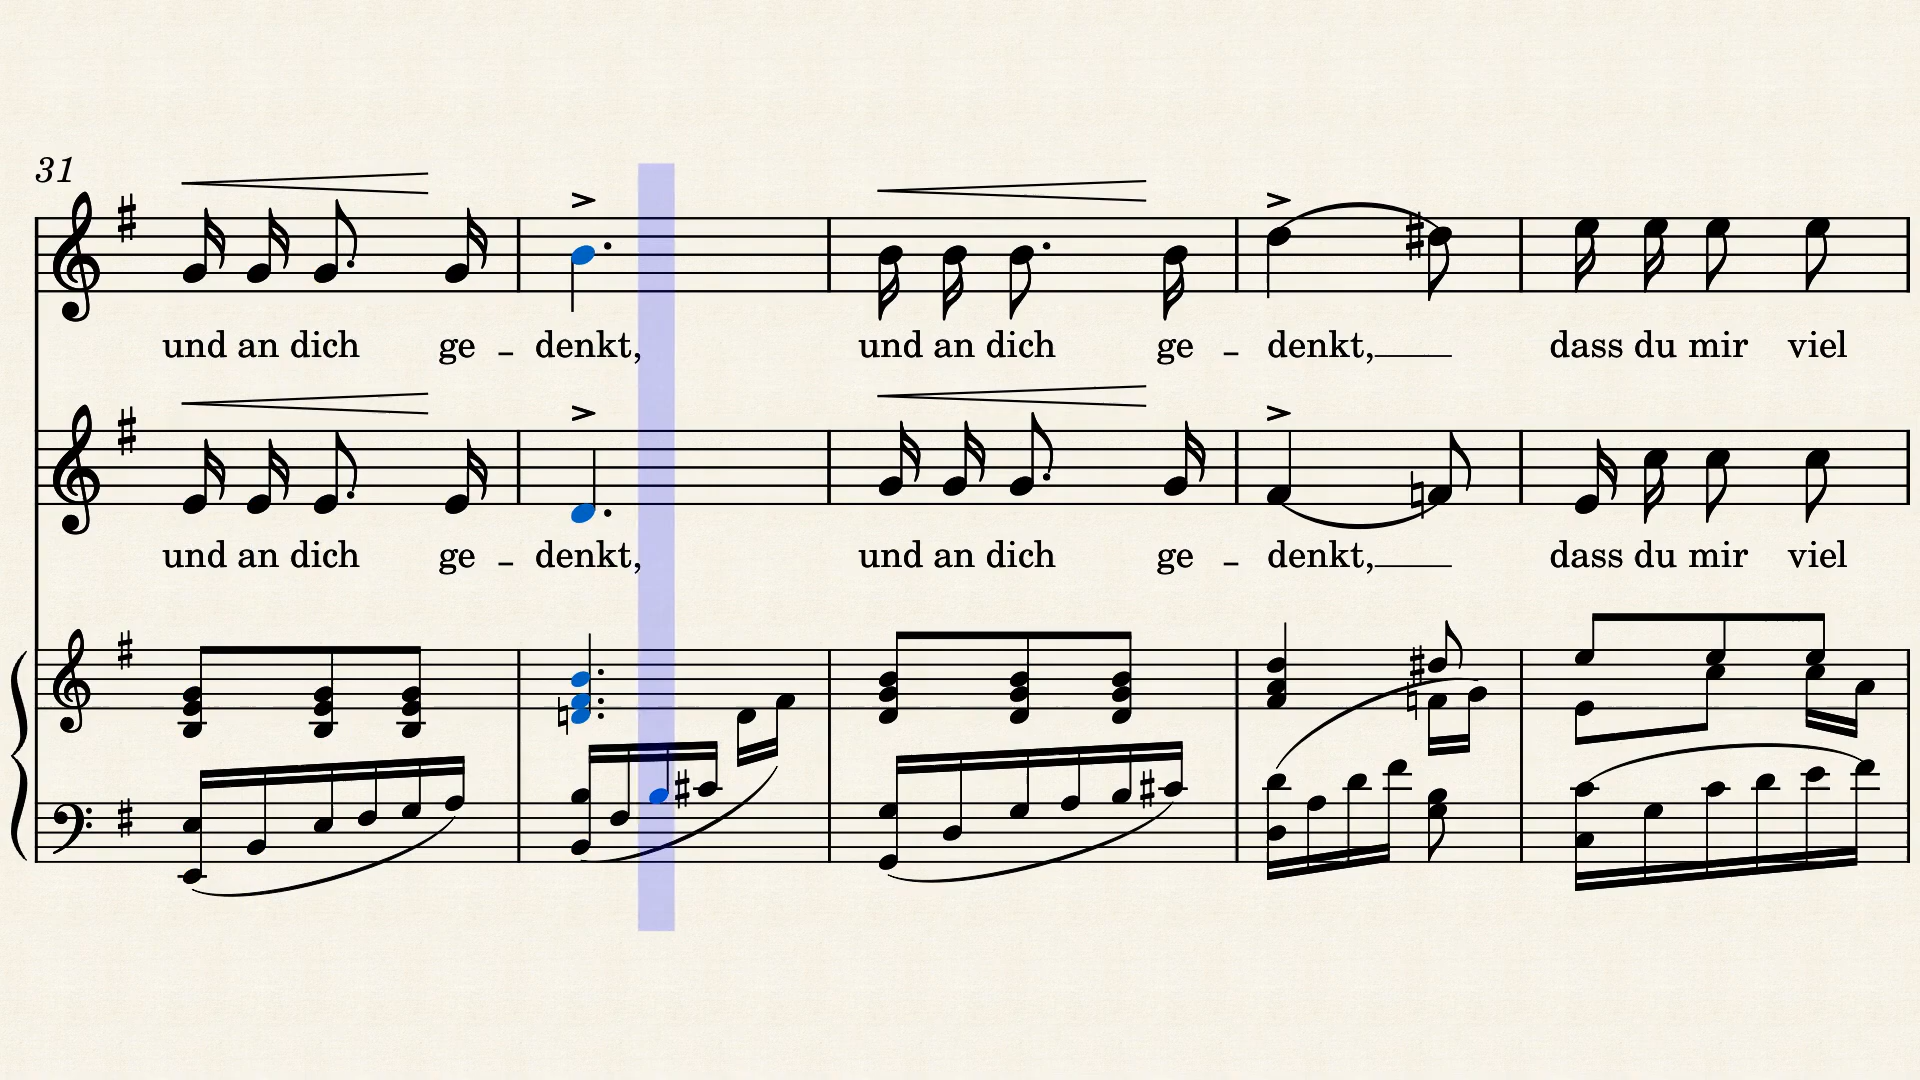 31
und an dich ge - denkt, und an dich ge - denkt, dass du mir viel
und an dich ge - denkt, und an dich ge - denkt, dass du mir viel